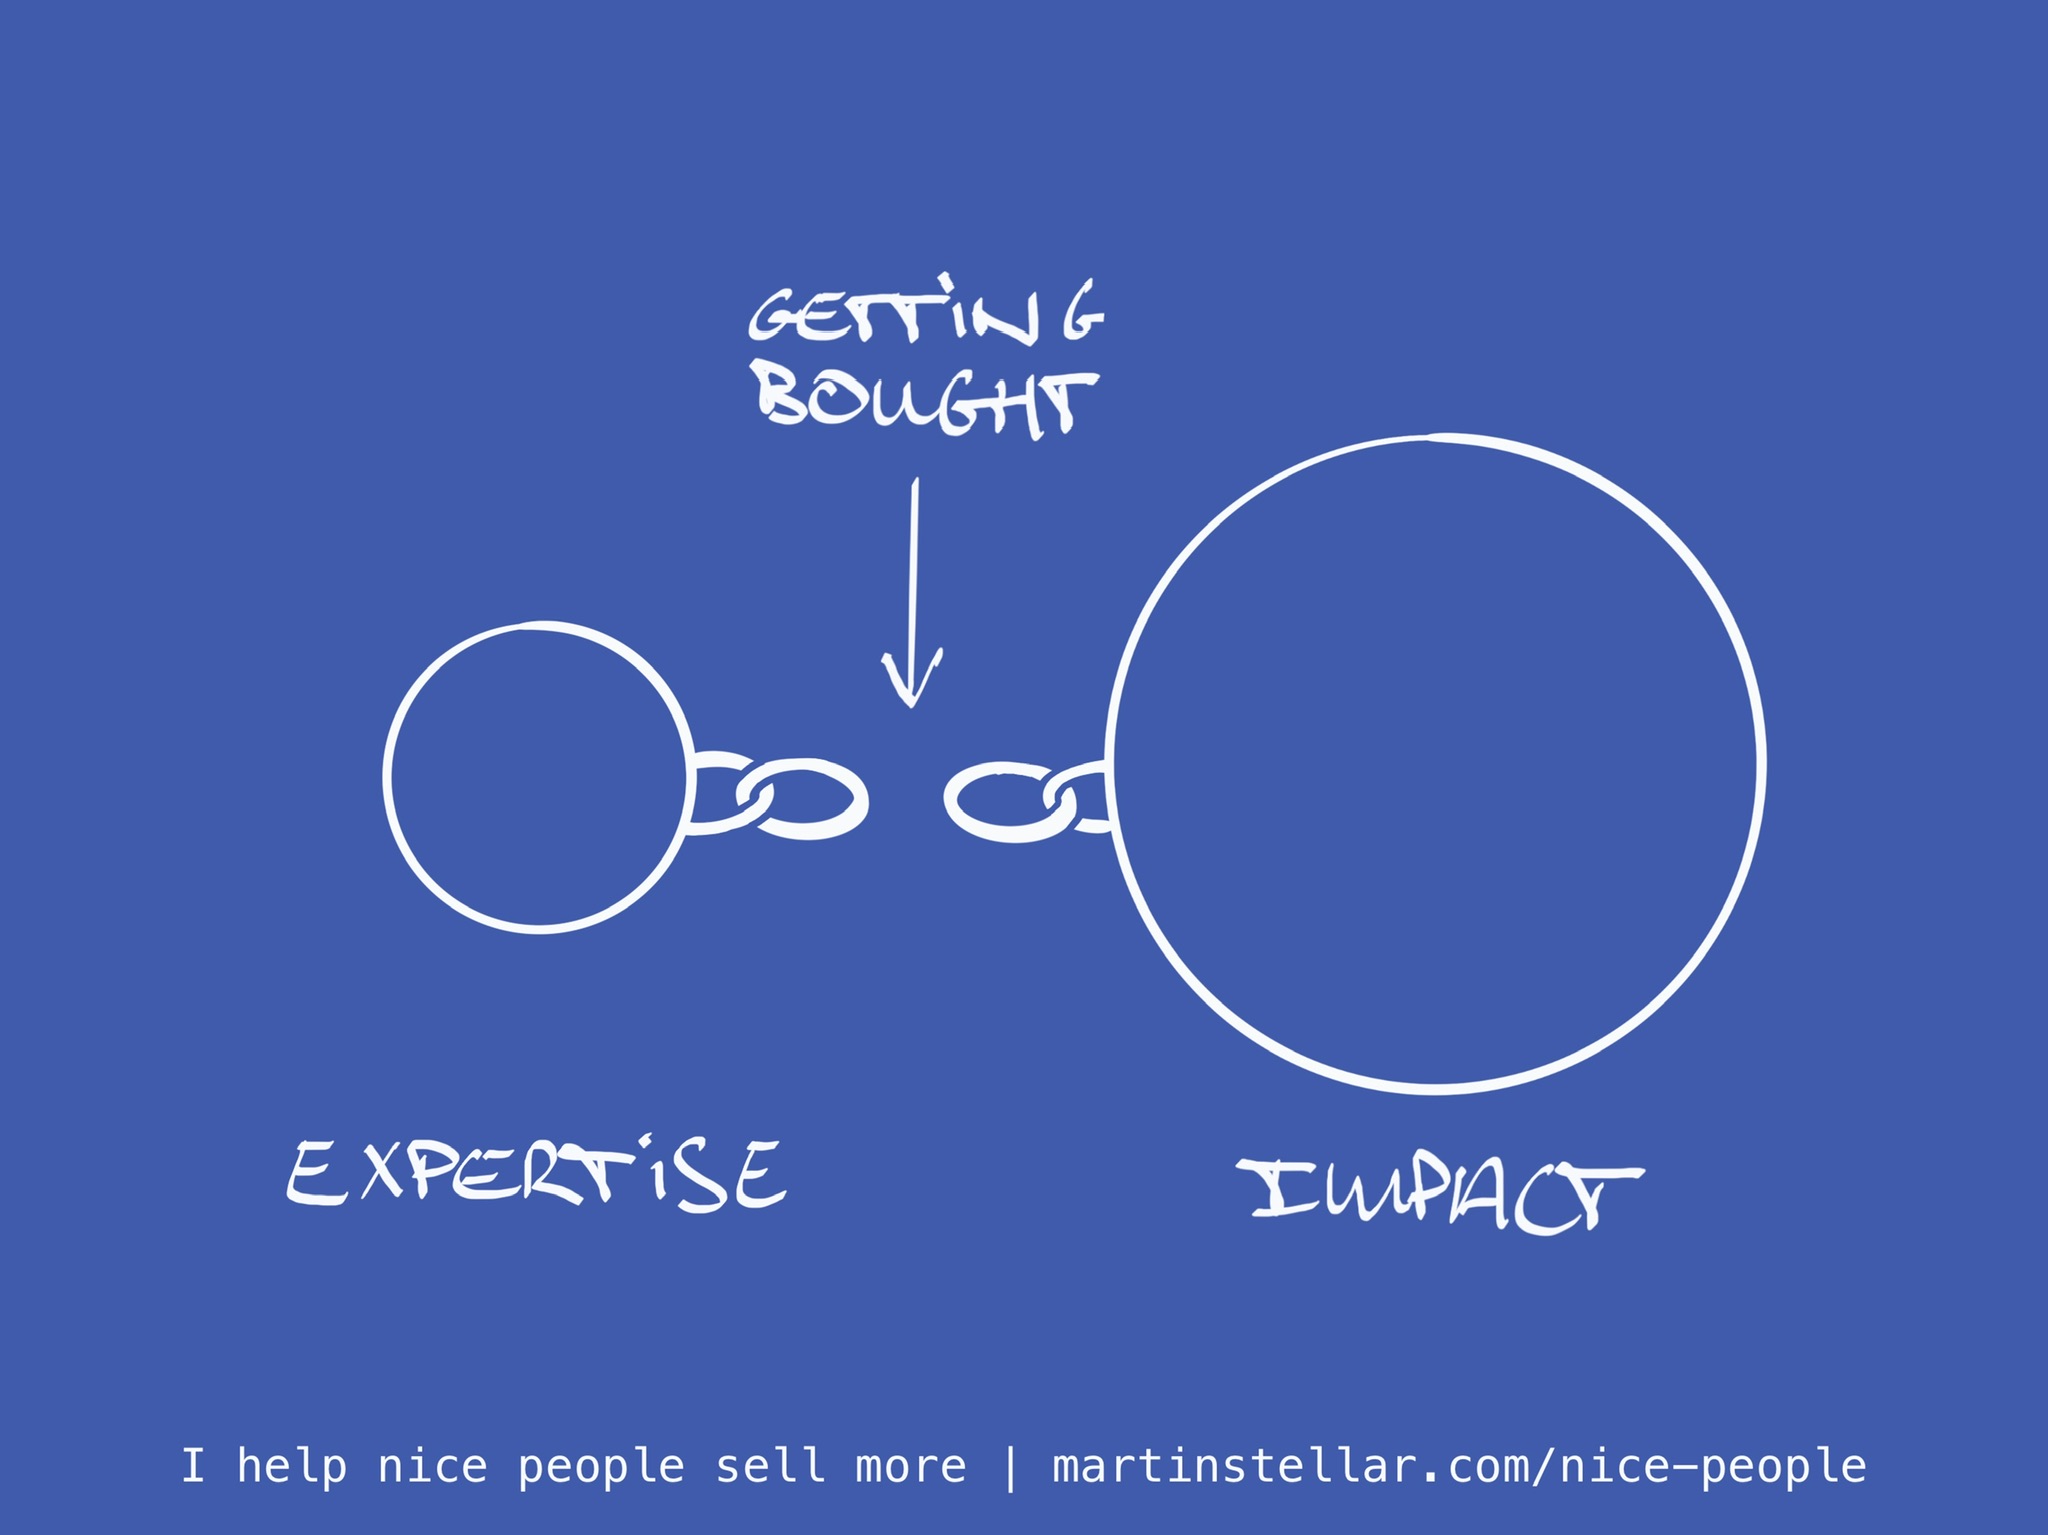 GETTiNG
BOUGHT
EXPERTiSE
IMPACT
I help nice people sell more | martinstellar.com/nice-people